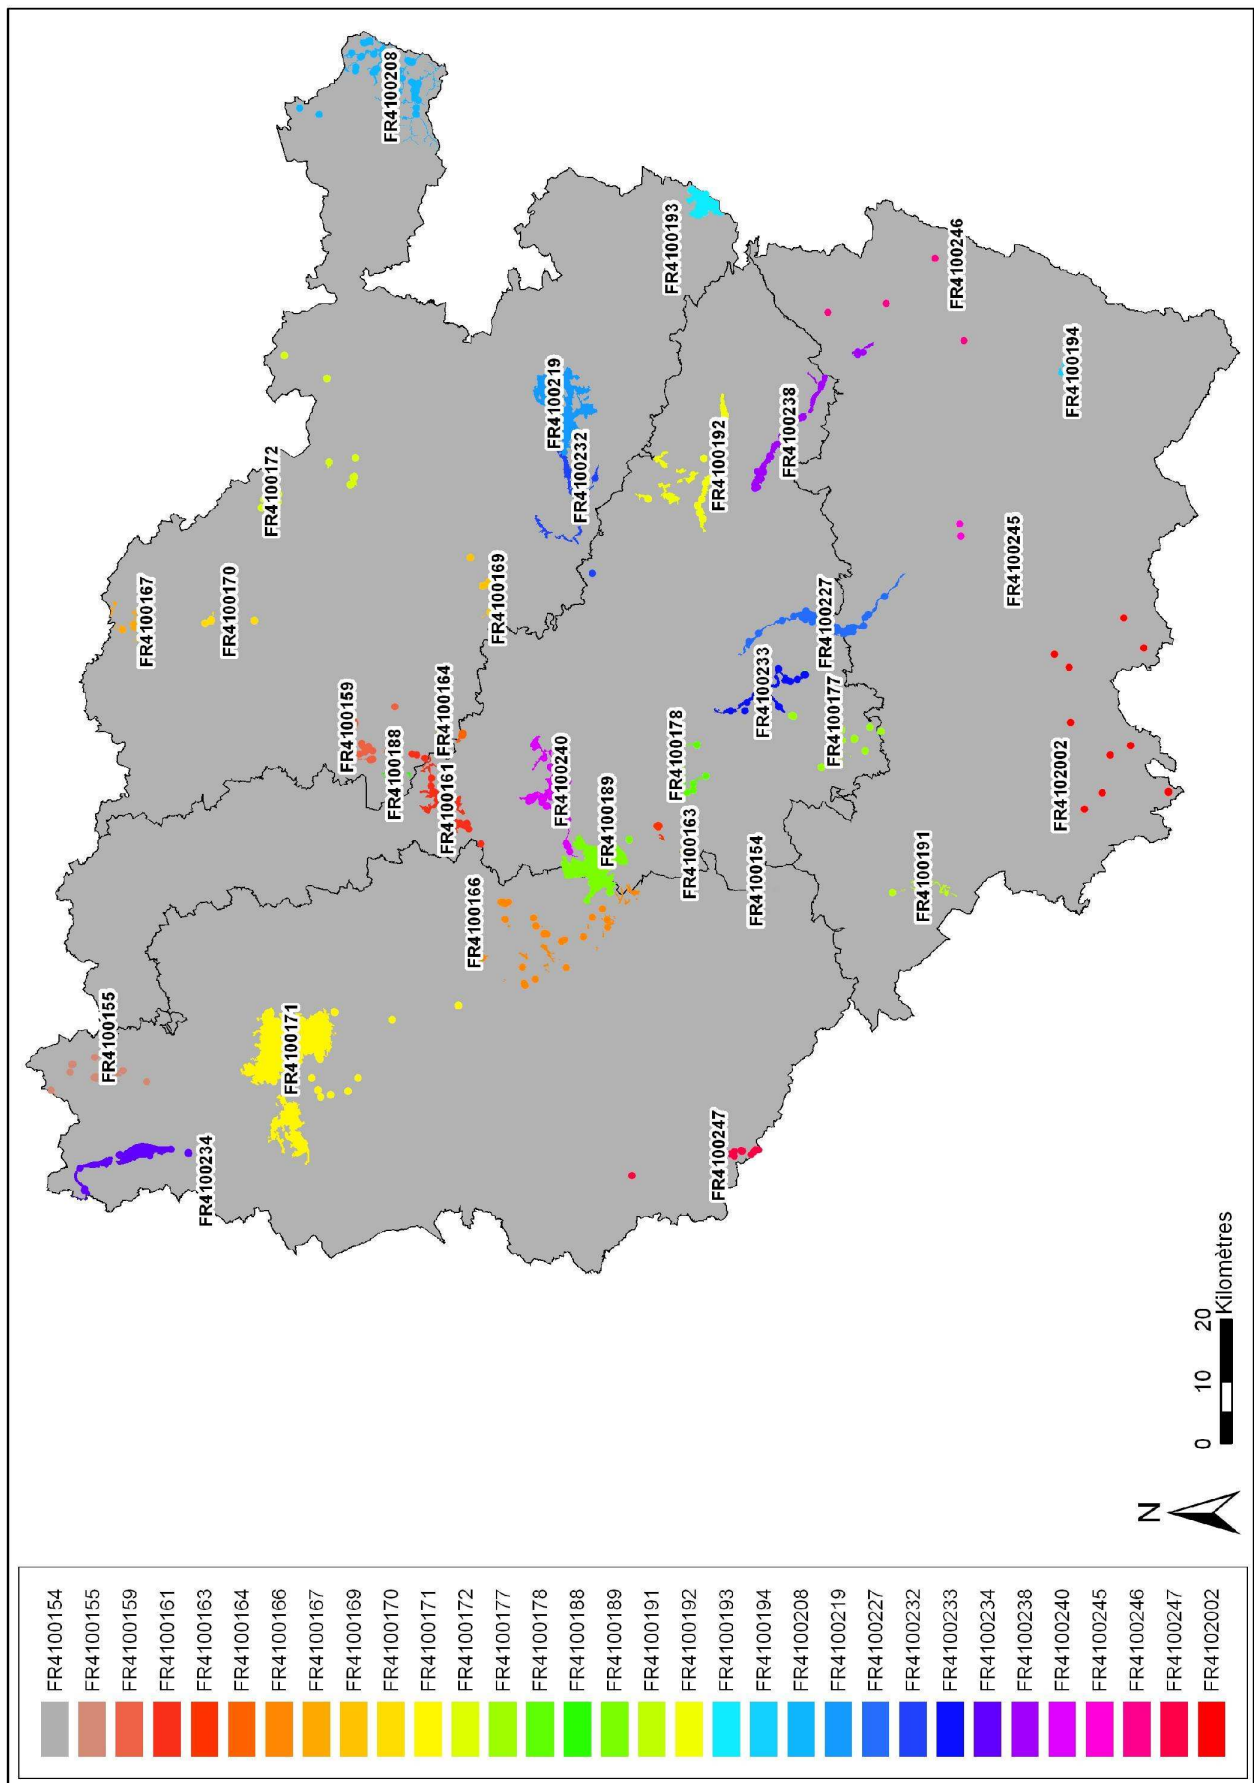 FR4100154
FR4100155
FR4100159
FR4100161
FR4100163
FR4100164
FR4100166
FR4100167
FR4100169
FR4100170
FR4100171
FR4100172
FR4100177
FR4100178
FR4100188
FR4100189
FR4100191
FR4100192
FR4100193
FR4100194
FR4100208
FR4100219
FR4100227
FR4100232
FR4100233
FR4100234
FR4100238
FR4100240
FR4100245
FR4100246
FR4100247
FR4102002
N
0 10 20
Kilomètres
FR4100155
FR4100167
FR4100234
FR4100170
FR4100172
FR4100171
FR4100159
FR4100208
FR4100188
FR4100164
FR4100161
FR4100166
FR4100169
FR4100219
FR4100240
FR4100232
FR4100189
FR4100193
FR4100178
FR4100163
FR4100247
FR4100192
FR4100154
FR4100233
FR4100238
FR4100227
FR4100177
FR4100191
FR4100246
FR4100245
FR4102002
FR4100194